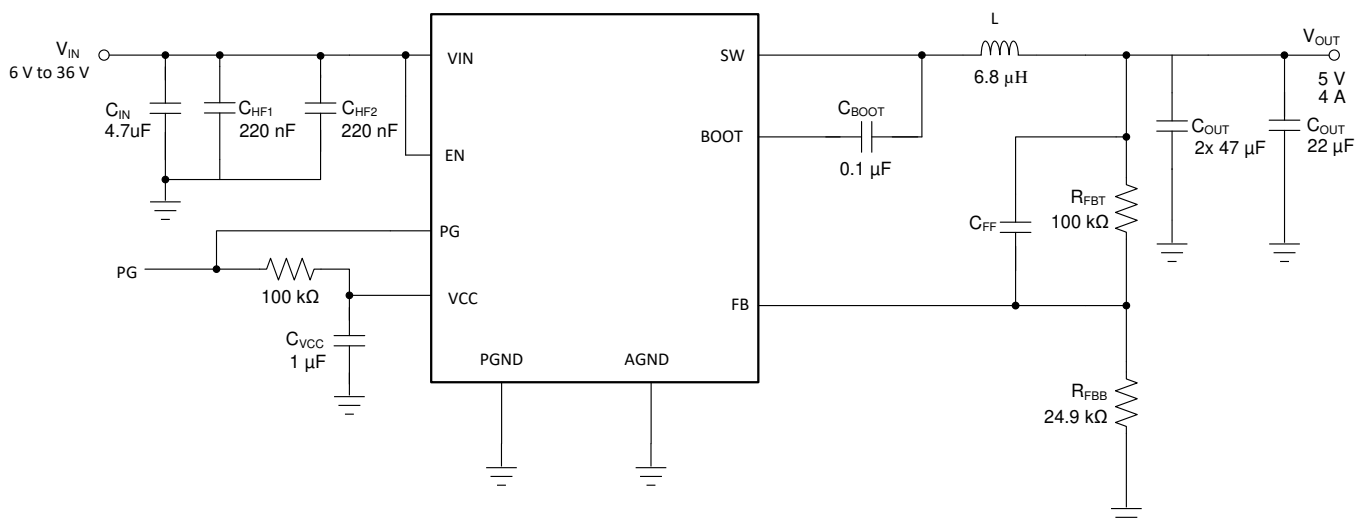 L
V_IN
6 V to 36 V
VIN
SW
6.8 µH
V_OUT
5 V
4 A
C_IN
4.7uF
C_HF1
220 nF
C_HF2
220 nF
C_BOOT
BOOT
0.1 µF
C_OUT
2x 47 µF
C_OUT
22 µF
EN
R_FBT
100 kΩ
C_FF
PG
PG
100 kΩ
VCC
FB
C_VCC
1 µF
PGND
AGND
R_FBB
24.9 kΩ